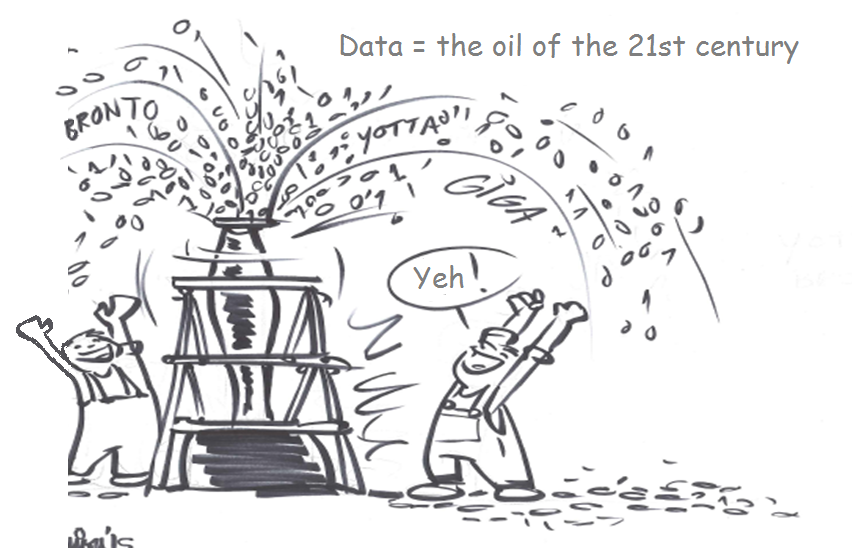 Data = the oil of the 21st century
BRONTO
YOTTA
GIGA
Yeh!